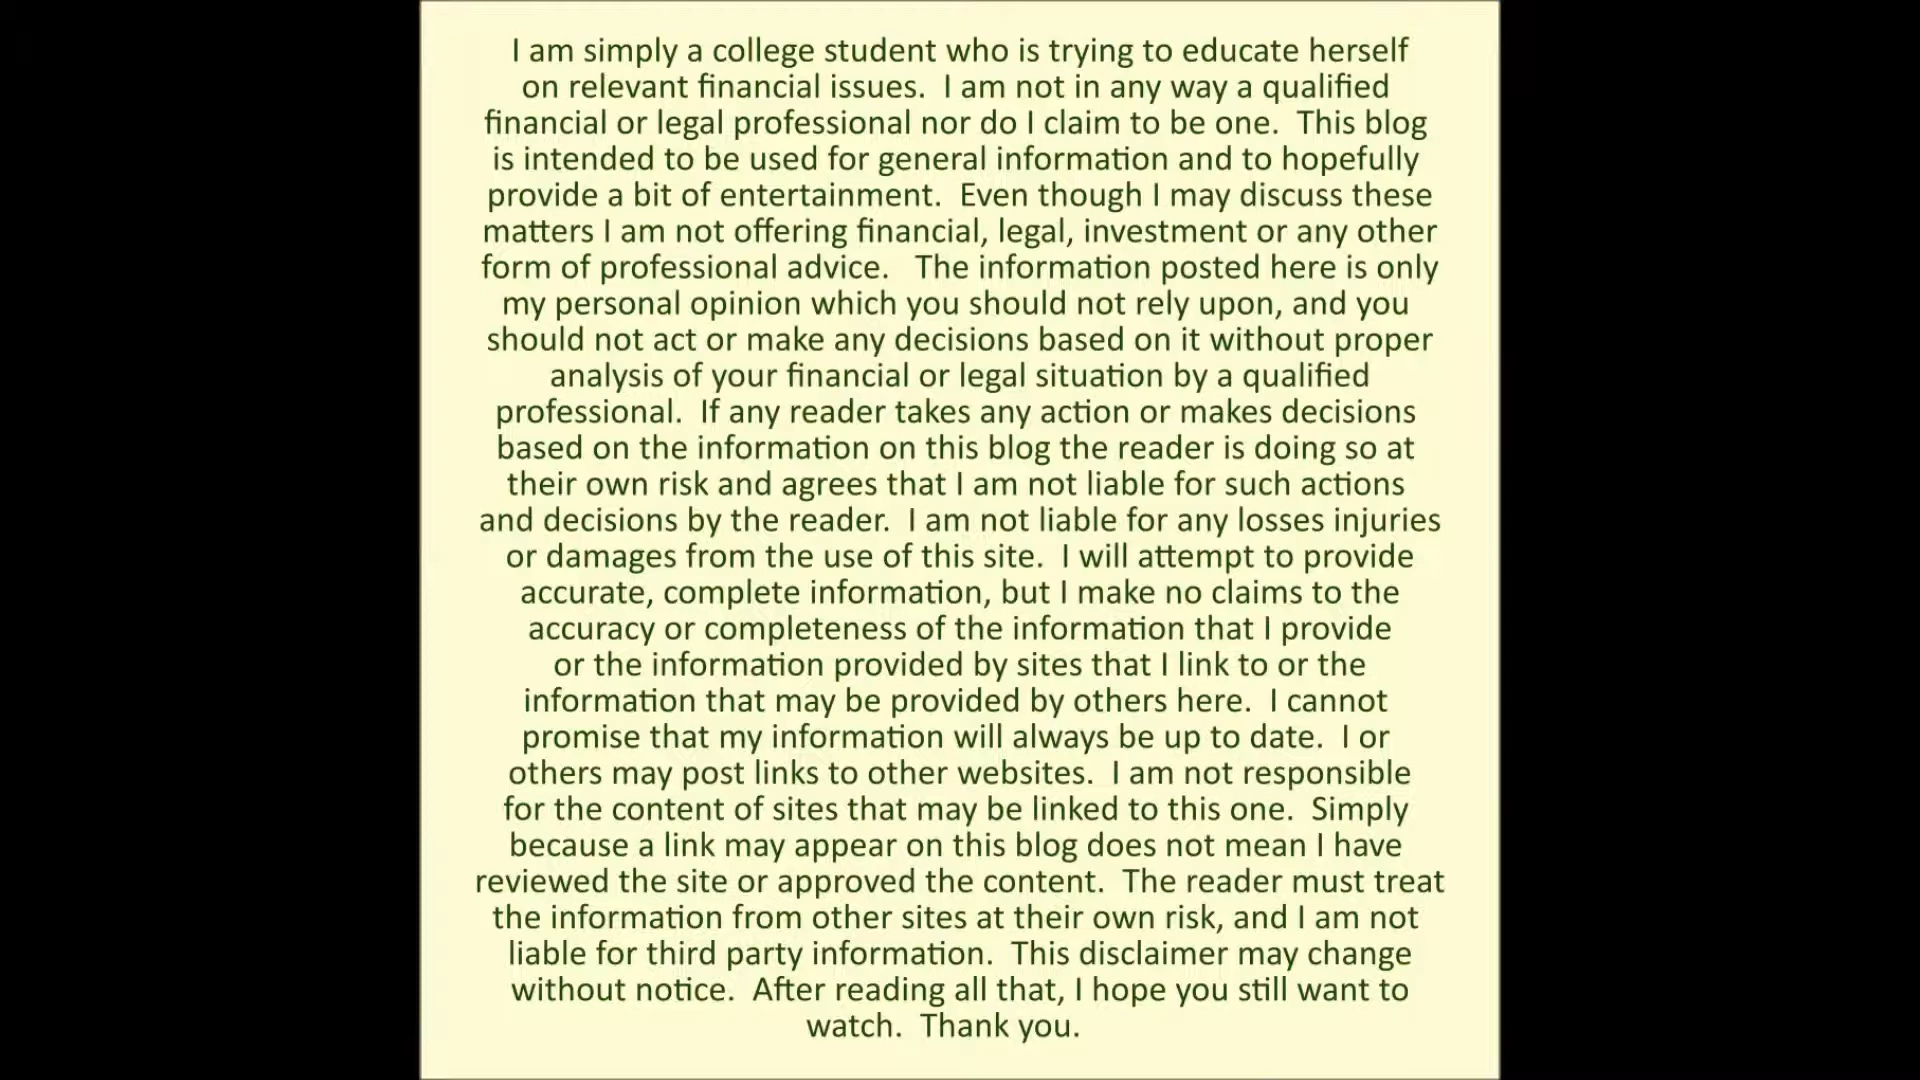 I am simply a college student who is trying to educate herself
on relevant financial issues.  I am not in any way a qualified
financial or legal professional nor do I claim to be one.  This blog
is intended to be used for general information and to hopefully
provide a bit of entertainment.  Even though I may discuss these
matters I am not offering financial, legal, investment or any other
form of professional advice.   The information posted here is only
my personal opinion which you should not rely upon, and you
should not act or make any decisions based on it without proper
analysis of your financial or legal situation by a qualified
professional.  If any reader takes any action or makes decisions
based on the information on this blog the reader is doing so at
their own risk and agrees that I am not liable for such actions
and decisions by the reader.  I am not liable for any losses injuries
or damages from the use of this site.  I will attempt to provide
accurate, complete information, but I make no claims to the
accuracy or completeness of the information that I provide
or the information provided by sites that I link to or the
information that may be provided by others here.  I cannot
promise that my information will always be up to date.  I or
others may post links to other websites.  I am not responsible
for the content of sites that may be linked to this one.  Simply
because a link may appear on this blog does not mean I have
reviewed the site or approved the content.  The reader must treat
the information from other sites at their own risk, and I am not
liable for third party information.  This disclaimer may change
without notice.  After reading all that, I hope you still want to
watch.  Thank you.